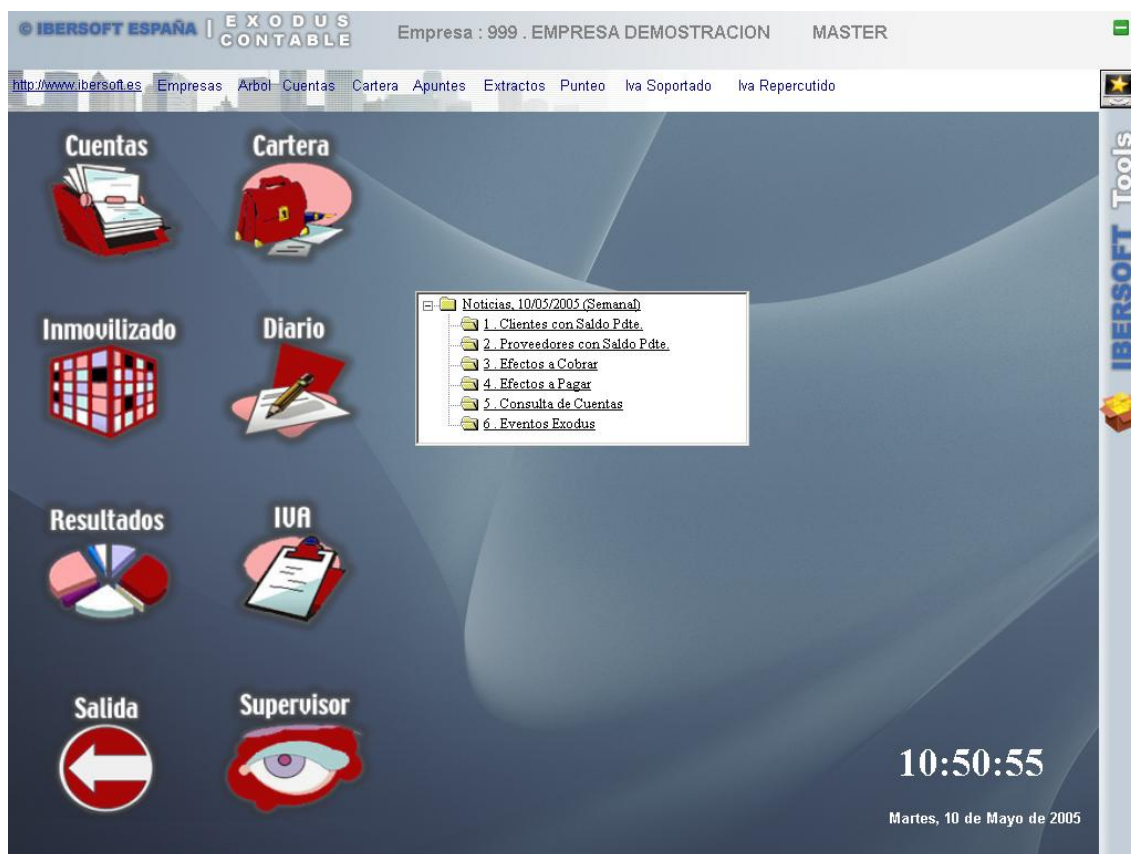 © IBERSOFT ESPAÑA | EXODUS CONTABLE
Empresa : 999 . EMPRESA DEMOSTRACION MASTER
http://www.ibersoft.es Empresas Arbol Cuentas Cartera Apuntes Extractos Punteo Iva Soportado Iva Repercutido
Cuentas Cartera
Inmovilizado Diario
Resultados IVA
Salida Supervisor
Noticias, 10/05/2005 (Semanal)
1 . Clientes con Saldo Pdte.
2 . Proveedores con Saldo Pdte.
3 . Efectos a Cobrar
4 . Efectos a Pagar
5 . Consulta de Cuentas
6 . Eventos Exodus
10:50:55
Martes, 10 de Mayo de 2005
IBERSOFT Tools